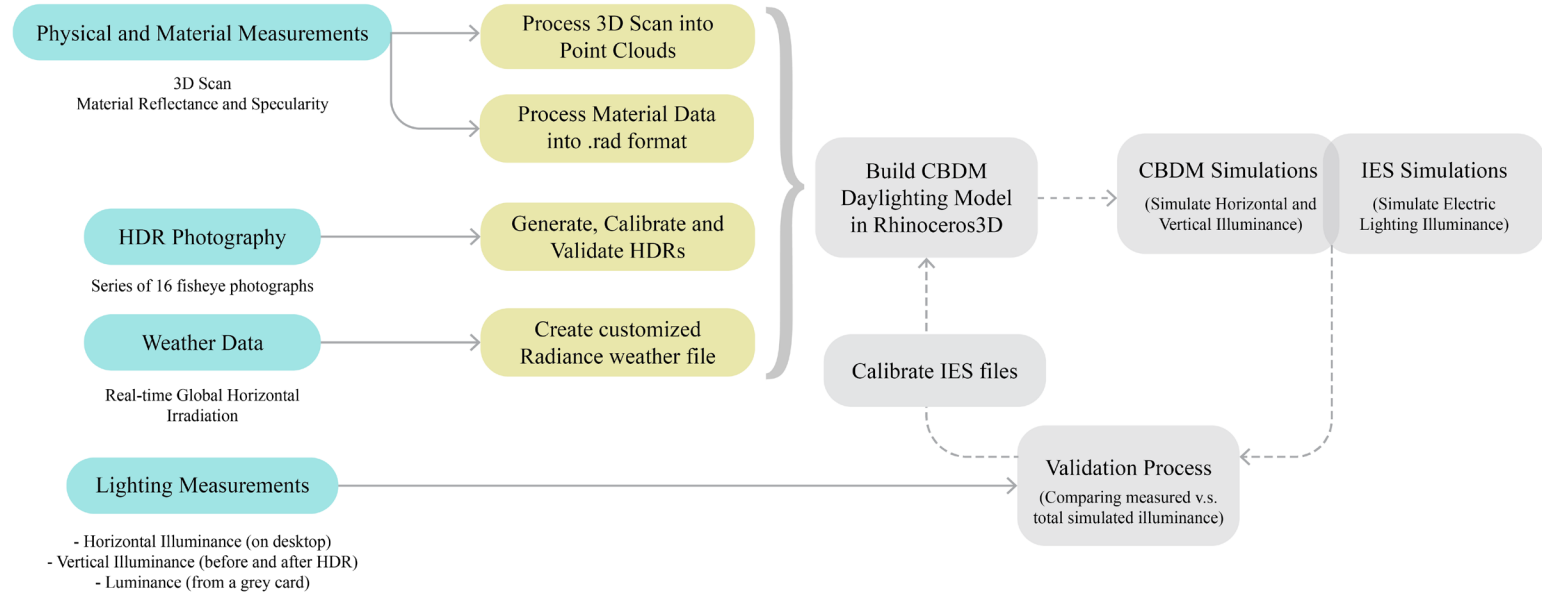 Physical and Material Measurements
3D Scan
Material Reflectance and Specularity
Process 3D Scan into
Point Clouds
Process Material Data
into .rad format
HDR Photography
Series of 16 fisheye photographs
Generate, Calibrate and
Validate HDRs
Weather Data
Real-time Global Horizontal
Irradiation
Create customized
Radiance weather file
Lighting Measurements
- Horizontal Illuminance (on desktop)
- Vertical Illuminance (before and after HDR)
- Luminance (from a grey card)
Build CBDM
Daylighting Model
in Rhinoceros3D
CBDM Simulations
(Simulate Horizontal and
Vertical Illuminance)
IES Simulations
(Simulate Electric
Lighting Illuminance)
Calibrate IES files
Validation Process
(Comparing measured v.s.
total simulated illuminance)